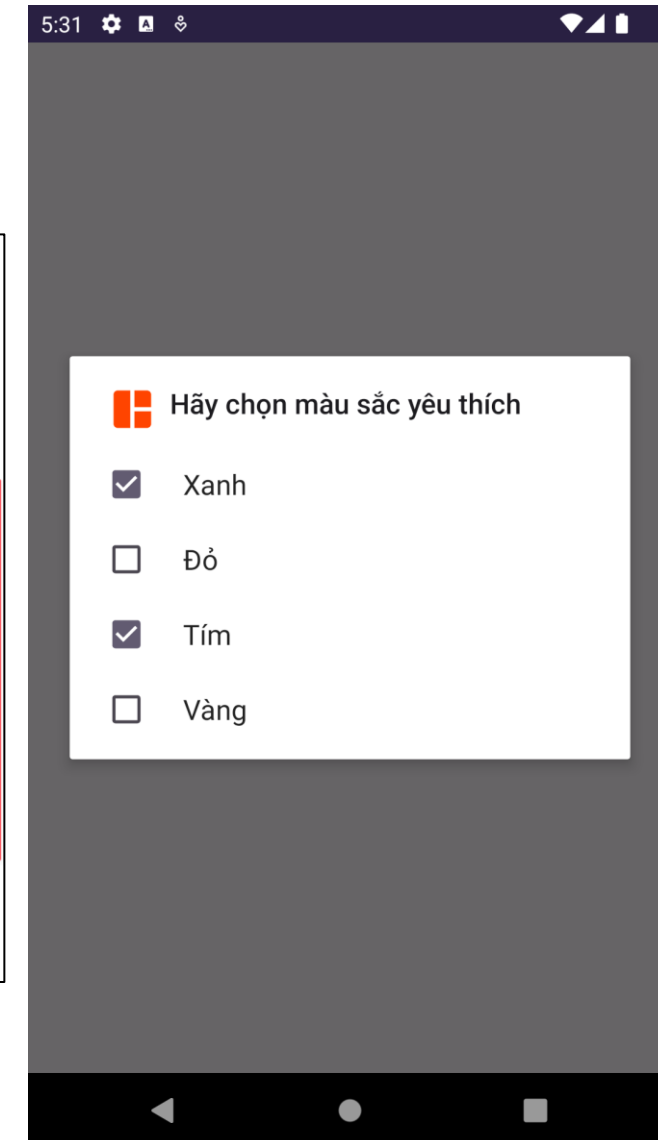 5:31
Hãy chọn màu sắc yêu thích
Xanh
Đỏ
Tím
Vàng